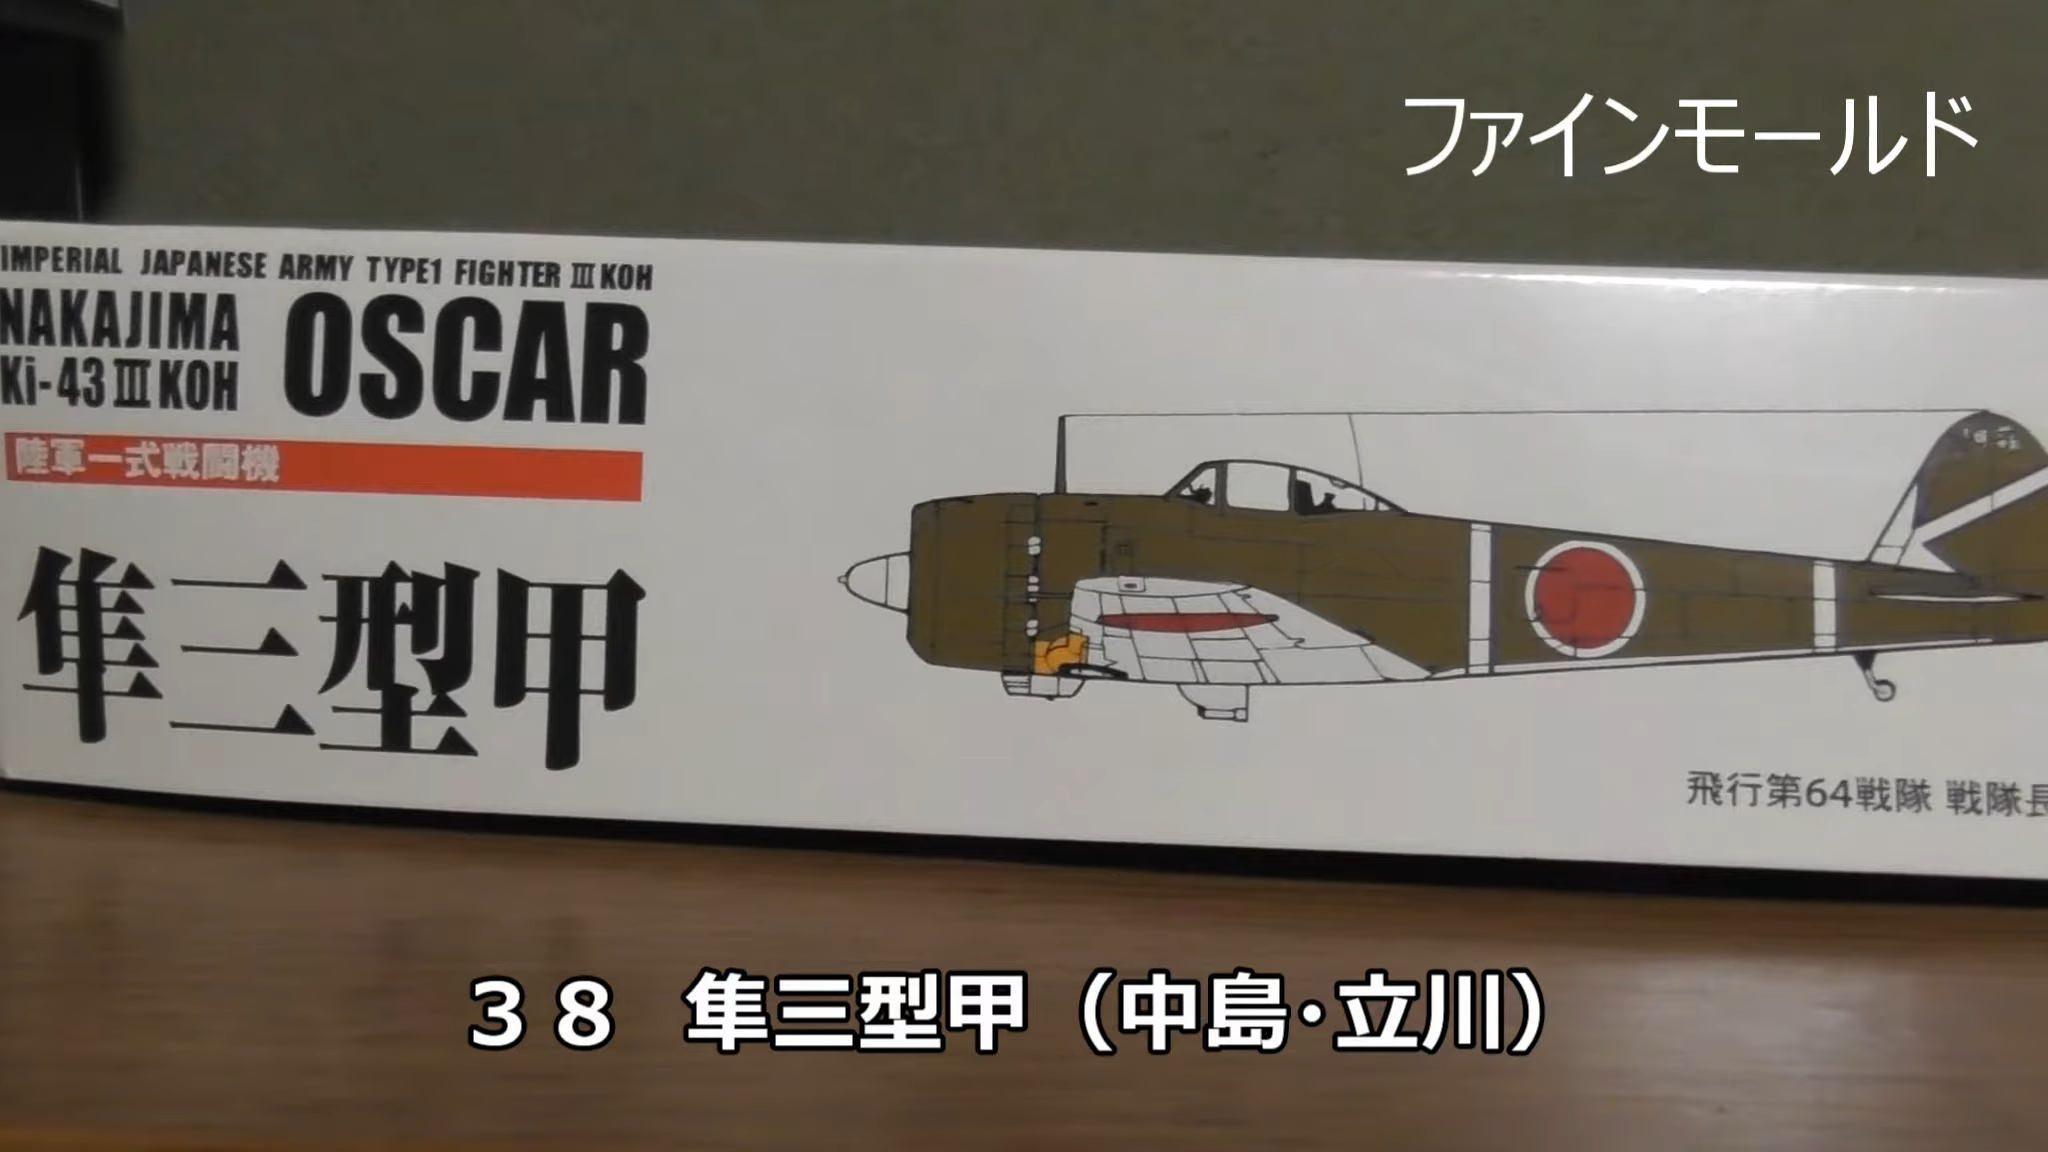 ファインモールド
IMPERIAL JAPANESE ARMY TYPE1 FIGHTER Ⅲ KOH
NAKAJIMA
Ki-43 Ⅲ KOH
OSCAR
陸軍一式戦闘機
隼三型甲
飛行第64戦隊 戦隊長
38 隼三型甲（中島・立川）